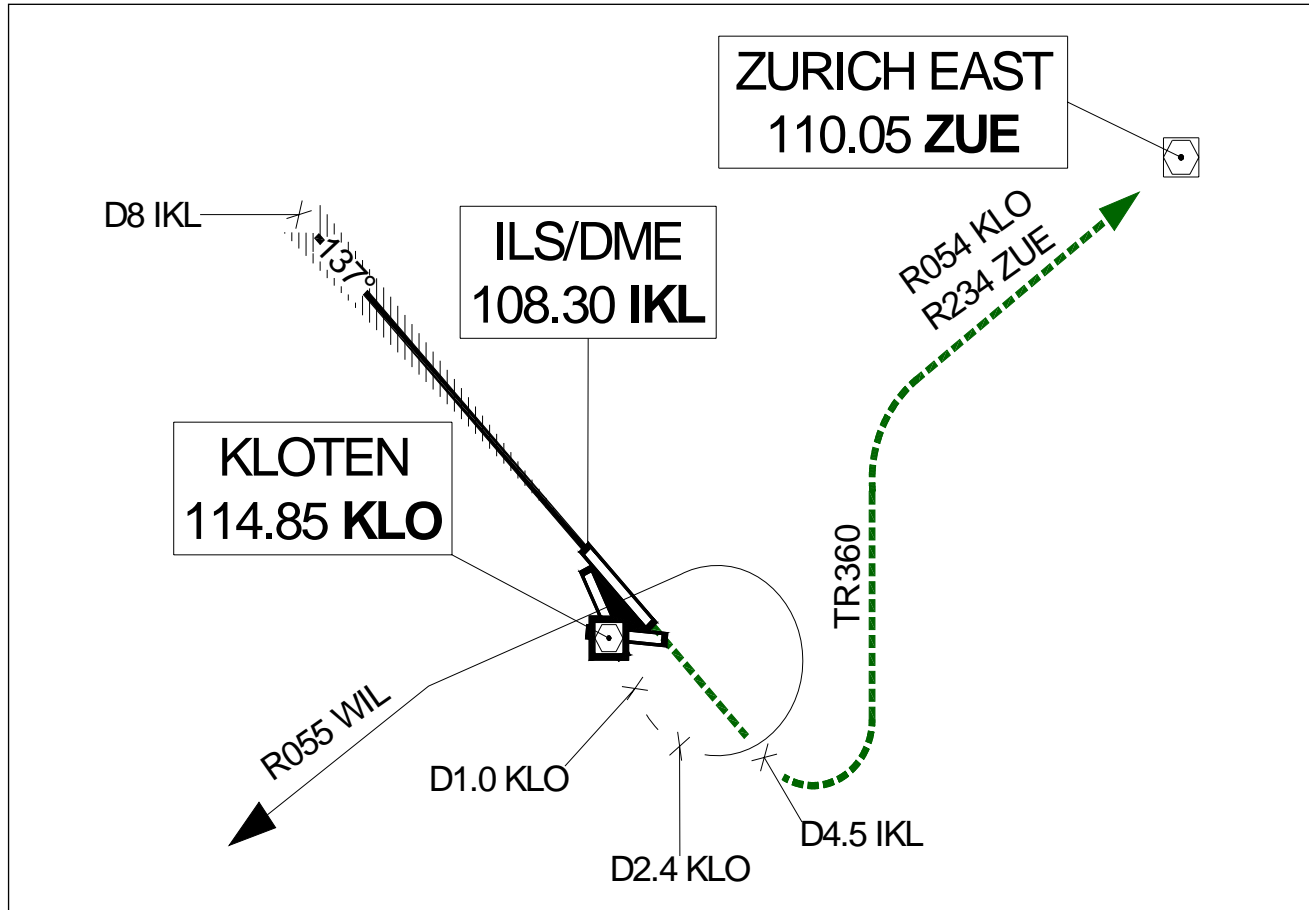 ZURICH EAST
110.05 ZUE
D8 IKL
137°
ILS/DME
108.30 IKL
R054 KLO
R234 ZUE
KLOTEN
114.85 KLO
TR360
R055 WIL
D1.0 KLO
D4.5 IKL
D2.4 KLO